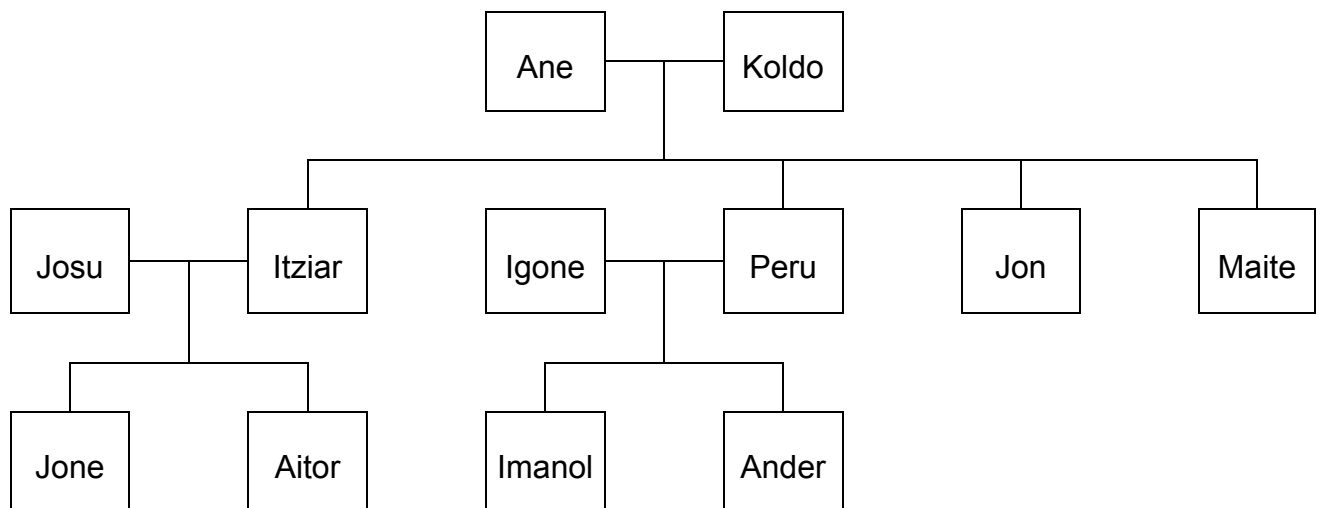 Ane Koldo
Josu Itziar Igone Peru Jon Maite
Jone Aitor Imanol Ander